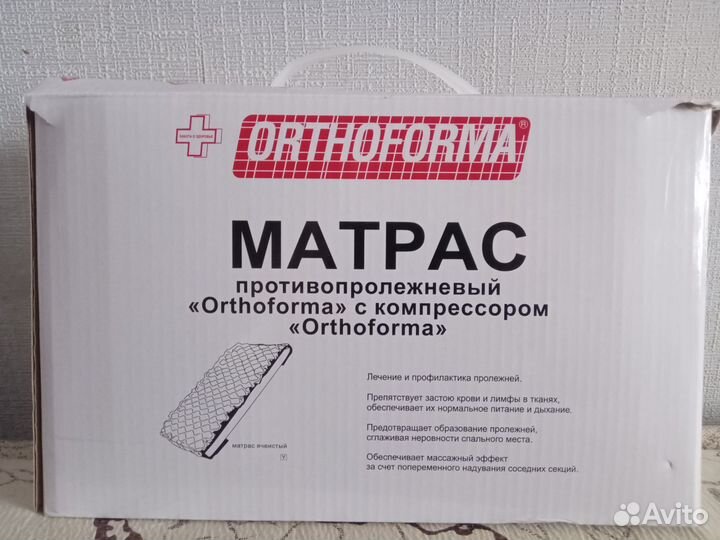 ЗАБОТА О ЗДОРОВЬЕ
ORTHOFORMA®
МАТРАС
противопролежневый
«Orthoforma» с компрессором
«Orthoforma»
матрас ячеистый
Лечение и профилактика пролежней.
Препятствует застою крови и лимфы в тканях,
обеспечивает их нормальное питание и дыхание.
Предотвращает образование пролежней,
сглаживая неровности спального места.
Обеспечивает массажный эффект
за счет попеременного надувания соседних секций.
Avito